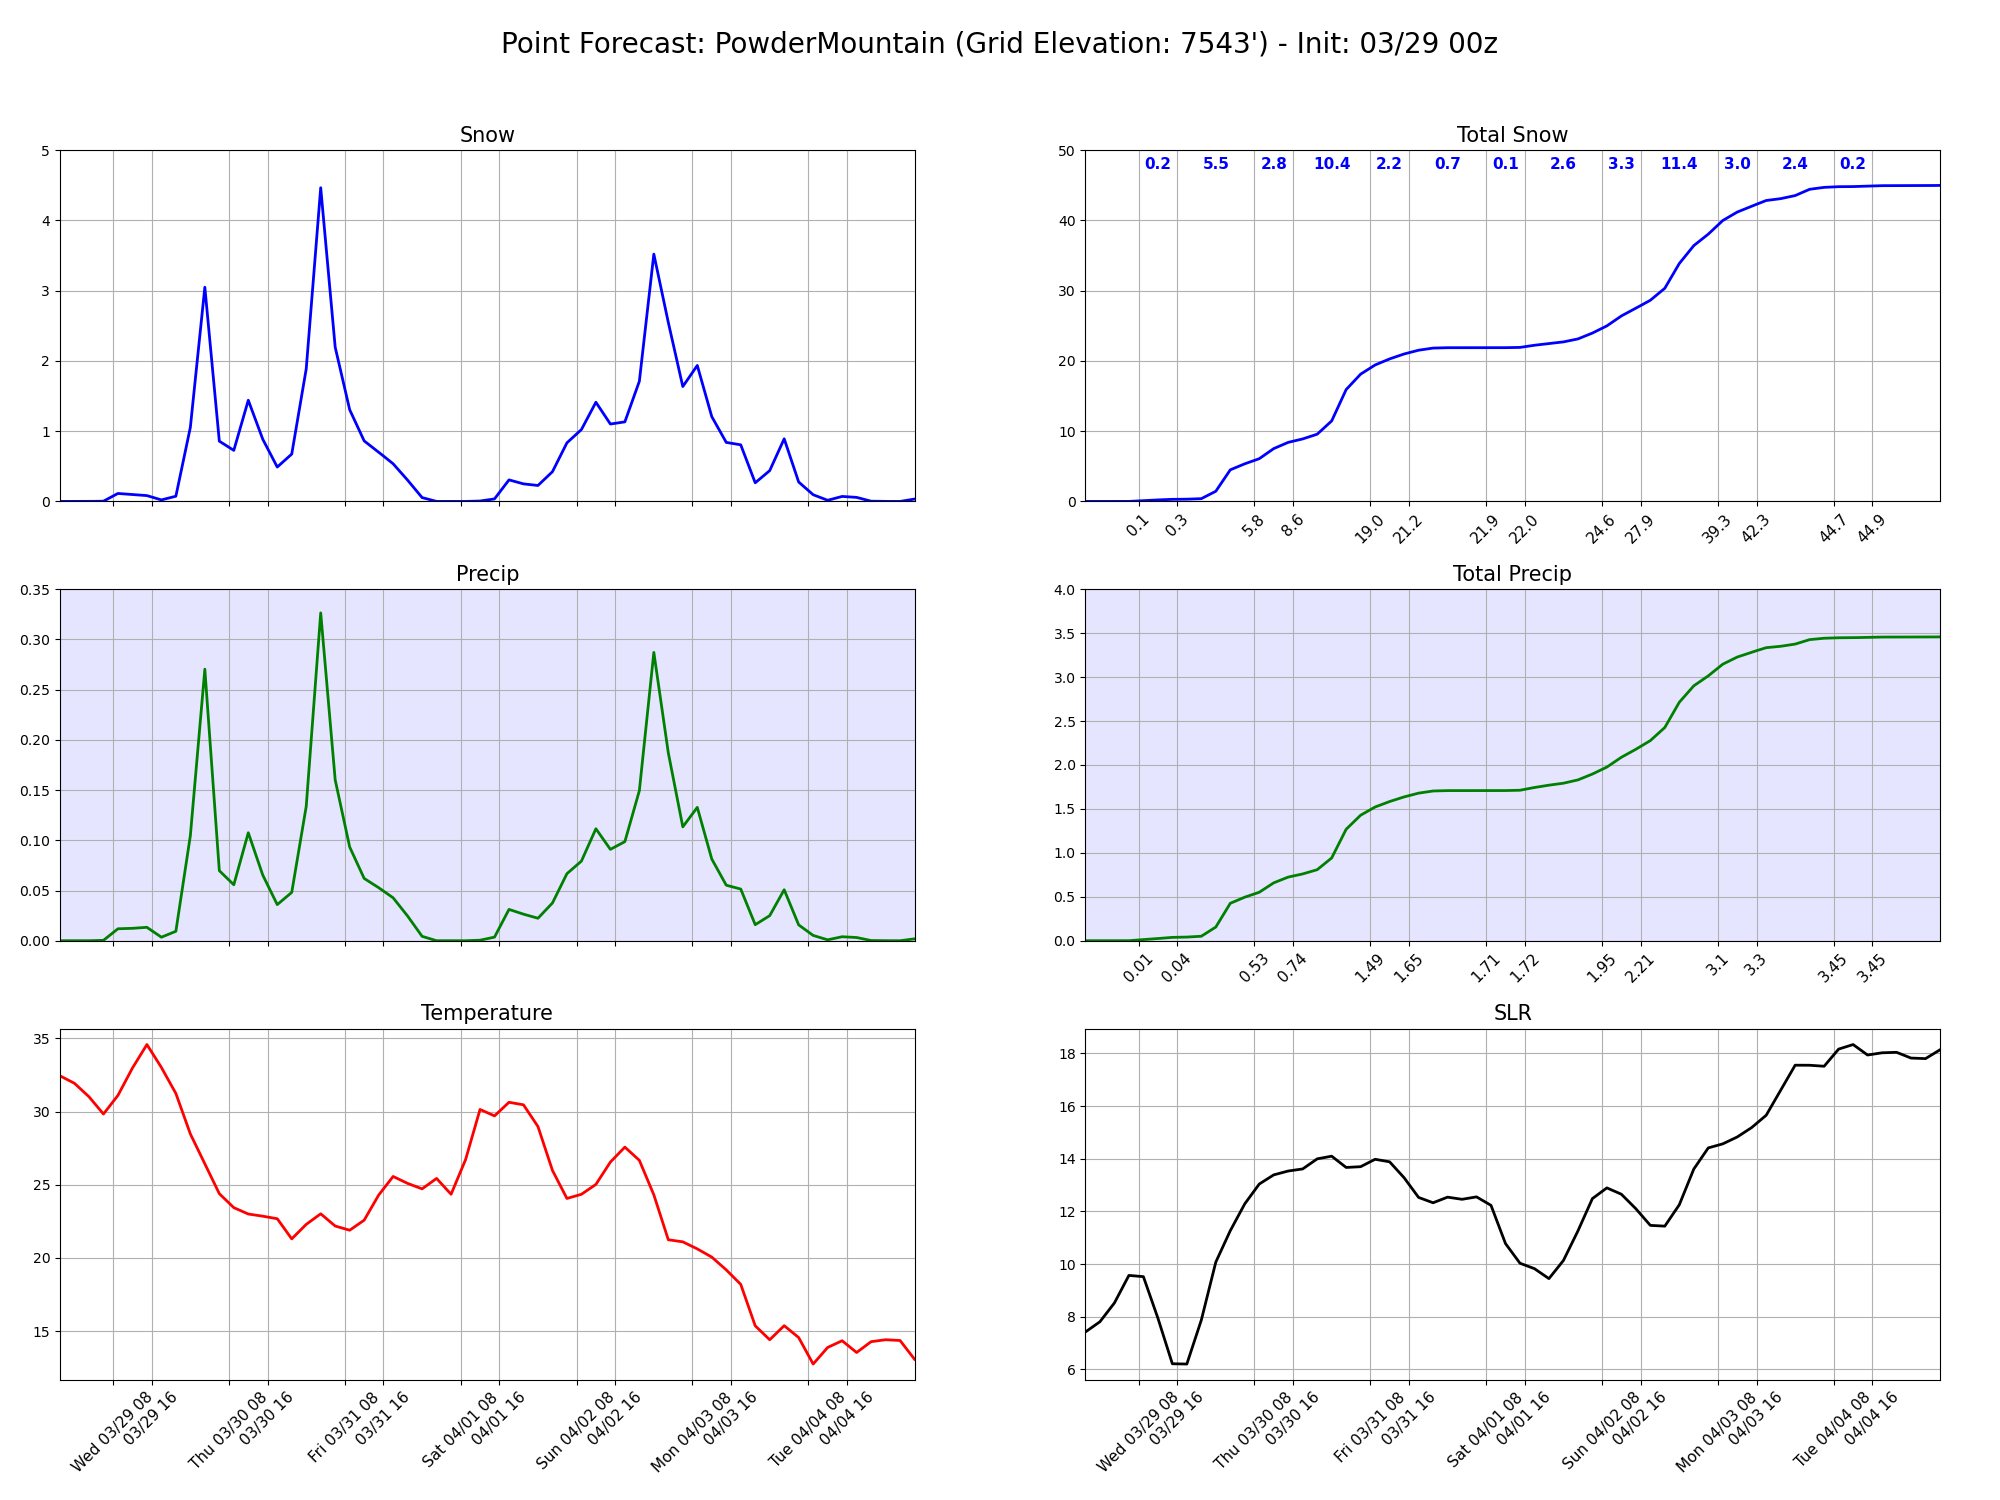 Point Forecast: PowderMountain (Grid Elevation: 7543') - Init: 03/29 00z
Snow
5
4
3
2
1
0
Total Snow
50
40
30
20
10
0
0.2 5.5 2.8 10.4 2.2 0.7 0.1 2.6 3.3 11.4 3.0 2.4 0.2
0.1 0.3 5.8 8.6 19.0 21.2 21.9 22.0 24.6 27.9 39.3 42.3 44.7 44.9
Precip
0.35
0.30
0.25
0.20
0.15
0.10
0.05
0.00
Total Precip
4.0
3.5
3.0
2.5
2.0
1.5
1.0
0.5
0.0
0.01 0.04 0.53 0.74 1.49 1.65 1.71 1.72 1.95 2.21 3.1 3.3 3.45 3.45
Temperature
35
30
25
20
15
Wed 03/29 08
03/29 16
Thu 03/30 08
03/30 16
Fri 03/31 08
03/31 16
Sat 04/01 08
04/01 16
Sun 04/02 08
04/02 16
Mon 04/03 08
04/03 16
Tue 04/04 08
04/04 16
SLR
18
16
14
12
10
8
6
Wed 03/29 08
03/29 16
Thu 03/30 08
03/30 16
Fri 03/31 08
03/31 16
Sat 04/01 08
04/01 16
Sun 04/02 08
04/02 16
Mon 04/03 08
04/03 16
Tue 04/04 08
04/04 16